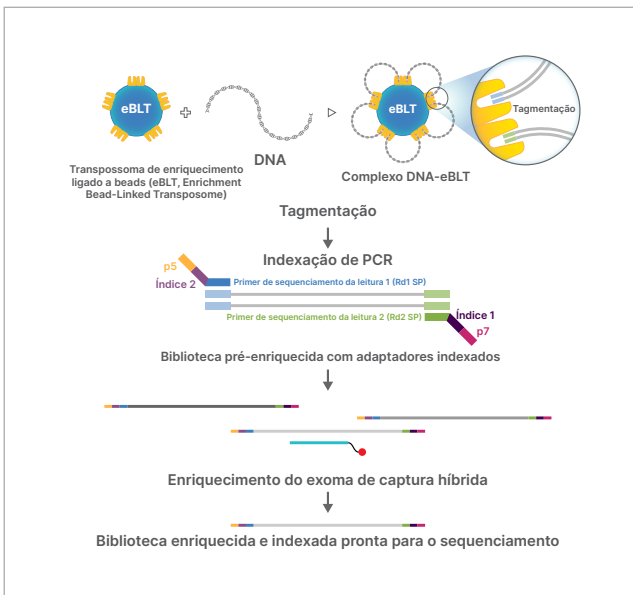 eBLT
eBLT
Tagmentação
Transpossoma de enriquecimento
ligado a beads (eBLT, Enrichment
Bead-Linked Transposome)
DNA
Complexo DNA-eBLT
Tagmentação
Indexação de PCR
p5
Índice 2
Primer de sequenciamento da leitura 1 (Rd1 SP)
Primer de sequenciamento da leitura 2 (Rd2 SP)
Índice 1
p7
Biblioteca pré-enriquecida com adaptadores indexados
Enriquecimento do exoma de captura híbrida
Biblioteca enriquecida e indexada pronta para o sequenciamento